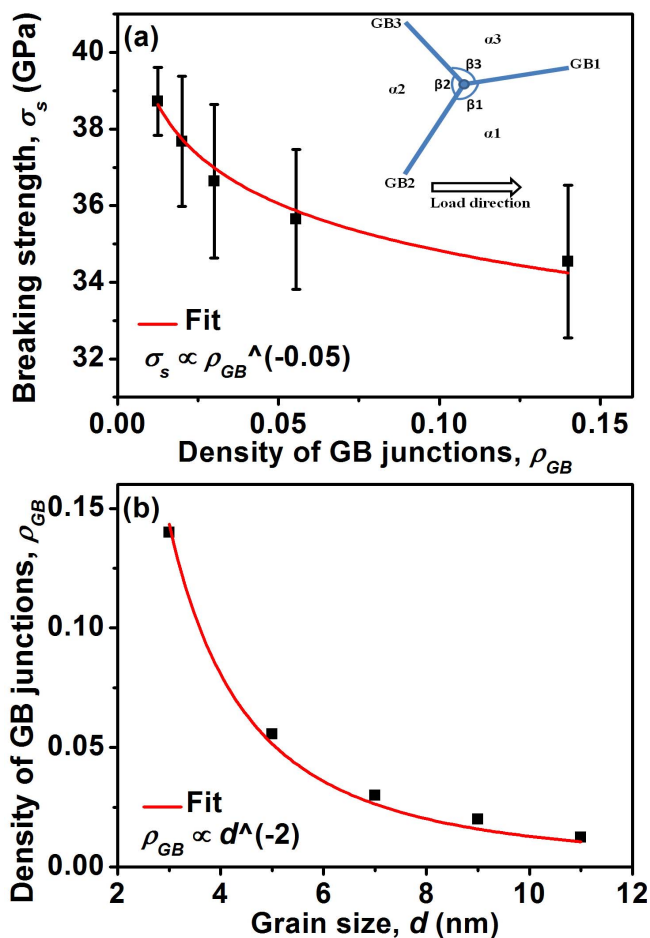 (a)
GB3
α3
GB1
β3
β2
β1
α2
α1
GB2
Load direction
Breaking strength, σs (GPa)
40
38
36
34
32
Fit
σs ∝ ρGB^(-0.05)
0.00 0.05 0.10 0.15
Density of GB junctions, ρGB
(b)
Density of GB junctions, ρGB
0.15
0.10
0.05
0.00
Fit
ρGB ∝ d^(-2)
2 4 6 8 10 12
Grain size, d (nm)